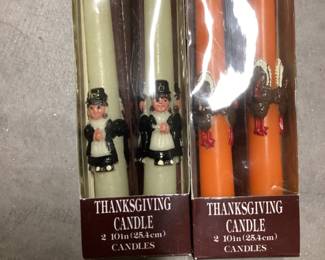 THANKSGIVING
CANDLE
2 10in (25.4cm)
CANDLES
THANKSGIVING
CANDLE
2 10in (25.4cm)
CANDLES